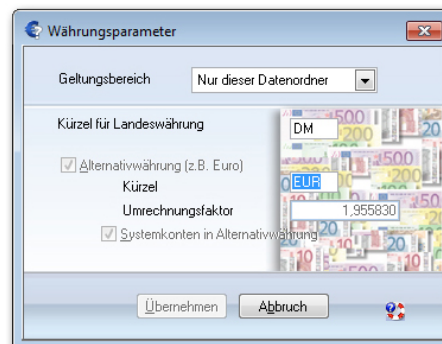 Währungsparameter
Geltungsbereich Nur dieser Datenordner
Kürzel für Landeswährung DM
Alternativwährung (z.B. Euro)
Kürzel EUR
Umrechnungsfaktor 1,955830
Systemkonten in Alternativwährung
Übernehmen Abbruch